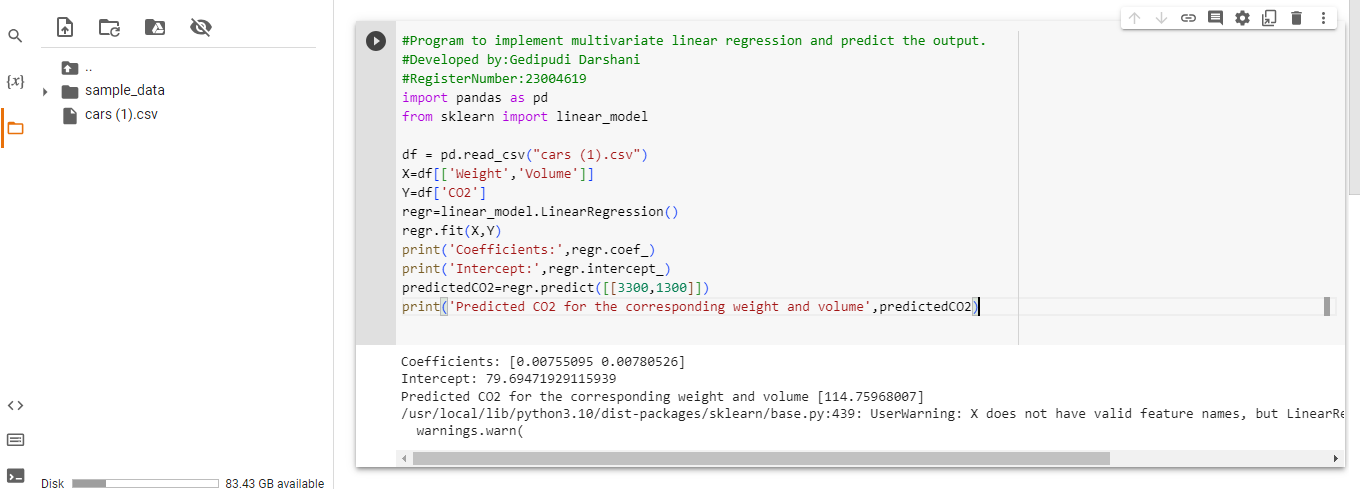 {x}
..
sample_data
cars (1).csv
Disk
83.43 GB available
#Program to implement multivariate linear regression and predict the output.
#Developed by:Gedipudi Darshani
#RegisterNumber:23004619
import pandas as pd
from sklearn import linear_model
df = pd.read_csv("cars (1).csv")
X=df[['Weight','Volume']]
Y=df['CO2']
regr=linear_model.LinearRegression()
regr.fit(X,Y)
print('Coefficients:',regr.coef_)
print('Intercept:',regr.intercept_)
predictedCO2=regr.predict([[3300,1300]])
print('Predicted CO2 for the corresponding weight and volume',predictedCO2)
Coefficients: [0.00755095 0.00780526]
Intercept: 79.69471929115939
Predicted CO2 for the corresponding weight and volume [114.75968007]
/usr/local/lib/python3.10/dist-packages/sklearn/base.py:439: UserWarning: X does not have valid feature names, but LinearRe
warnings.warn(